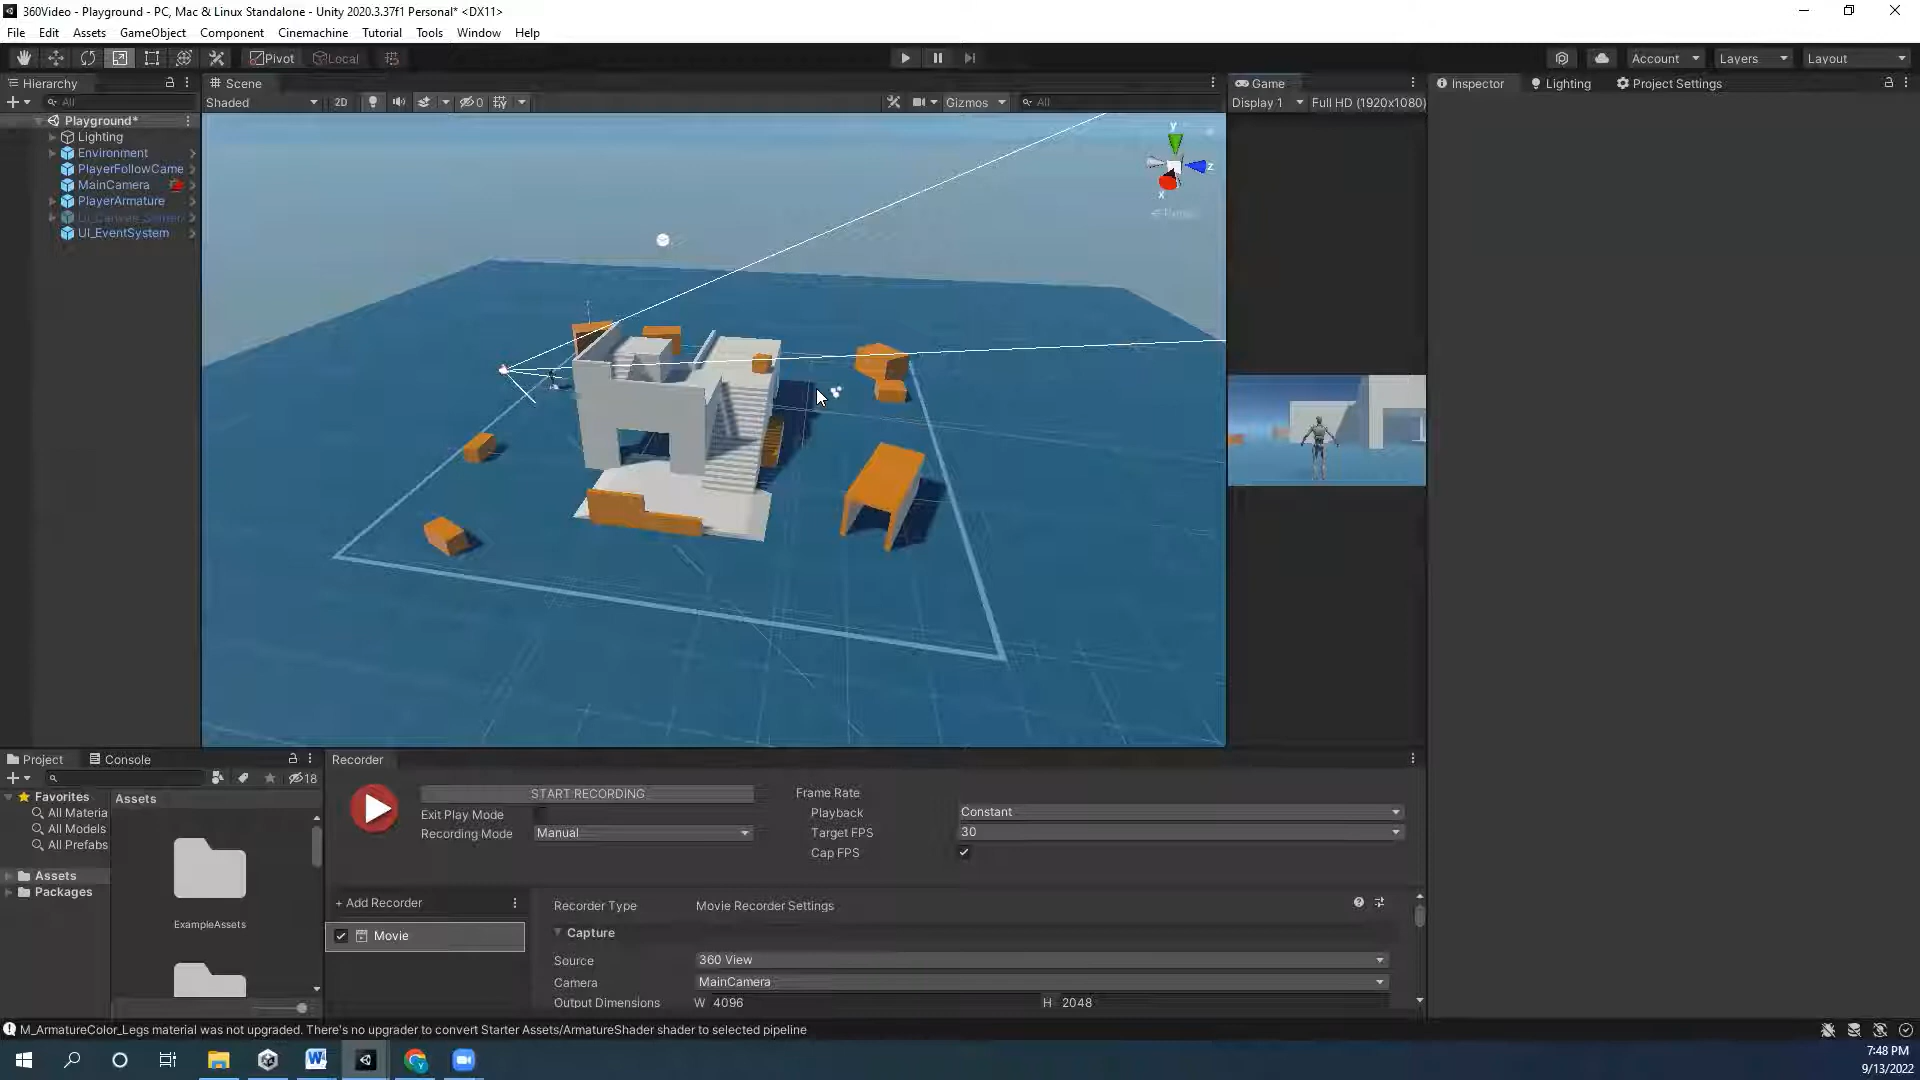 360Video - Playground - PC, Mac & Linux Standalone - Unity 2020.3.37f1 Personal* <DX11>
File Edit Assets GameObject Component Cinemachine Tutorial Tools Window Help
Pivot Local Account Layers Layout
Hierarchy Scene Game Inspector Lighting Project Settings
All Shaded 2D 0 Gizmos All Display 1 Full HD (1920x1080)
Playground*
Lighting
Environment
PlayerFollowCame
MainCamera
PlayerArmature
UI_EventSystem
y
z
x
Project Console Recorder
18
Favorites
All Materia
All Models
All Prefabs
Assets
Packages
Assets
ExampleAssets
START RECORDING
Exit Play Mode
Recording Mode Manual
Frame Rate
Playback Constant
Target FPS 30
Cap FPS
+ Add Recorder
Movie
Recorder Type Movie Recorder Settings
Capture
Source 360 View
Camera MainCamera
Output Dimensions W 4096 H 2048
M_ArmatureColor_Legs material was not upgraded. There's no upgrader to convert Starter Assets/ArmatureShader shader to selected pipeline
7:48 PM
9/13/2022